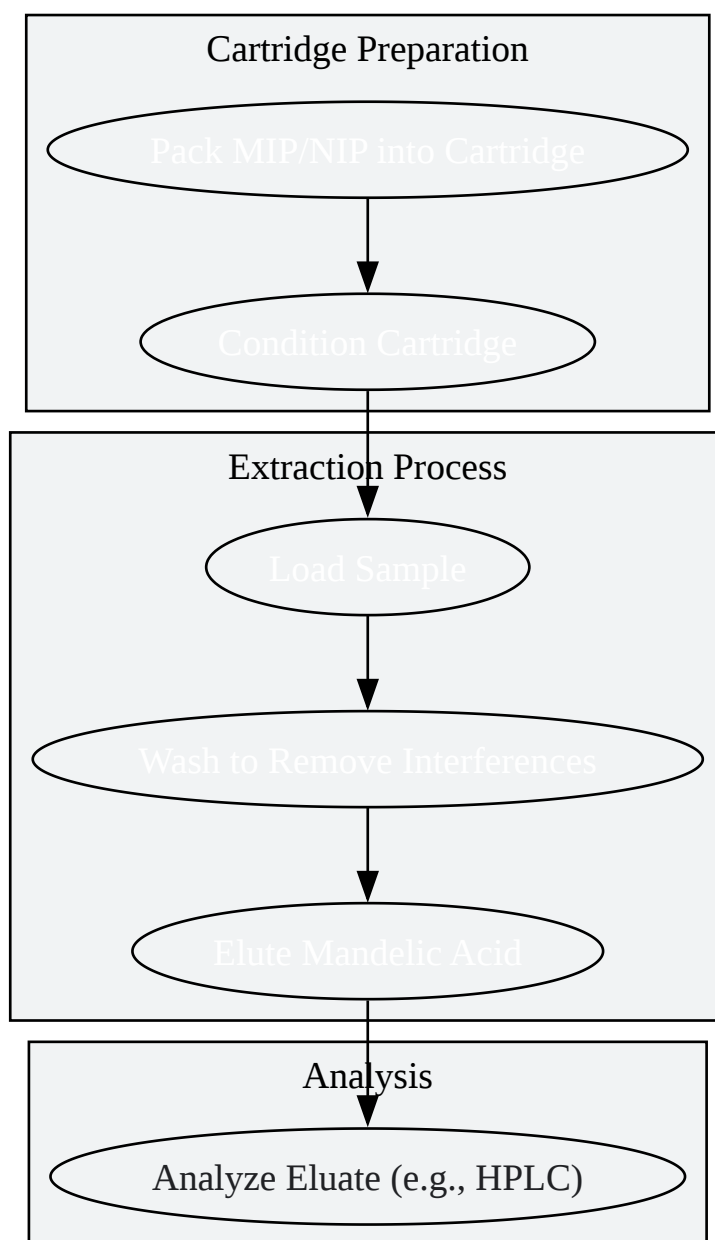 Cartridge Preparation
Pack MIP/NIP into Cartridge
Condition Cartridge
Extraction Process
Load Sample
Wash to Remove Interferences
Elute Mandelic Acid
Analysis
Analyze Eluate (e.g., HPLC)